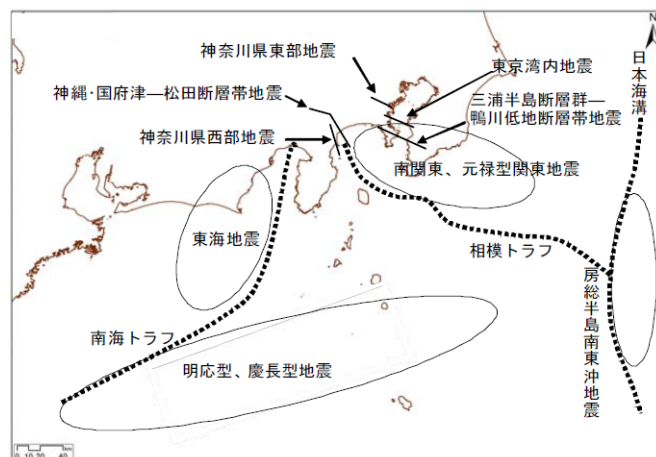 神奈川県東部地震
東京湾内地震
神縄・国府津―松田断層帯地震
三浦半島断層群―
鴨川低地断層帯地震
神奈川県西部地震
日本海溝
南関東、元禄型関東地震
東海地震
相模トラフ
房総半島南東沖地震
南海トラフ
明応型、慶長型地震
N